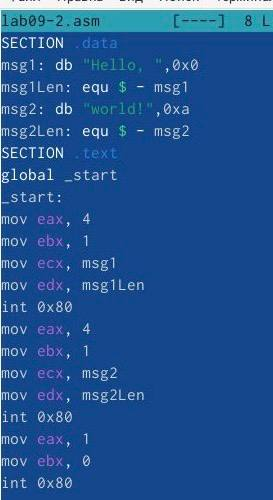 lab09-2.asm [----] 8 L
SECTION .data
msg1: db "Hello, ",0x0
msg1Len: equ $ - msg1
msg2: db "world!",0xa
msg2Len: equ $ - msg2
SECTION .text
global _start
_start:
mov eax, 4
mov ebx, 1
mov ecx, msg1
mov edx, msg1Len
int 0x80
mov eax, 4
mov ebx, 1
mov ecx, msg2
mov edx, msg2Len
int 0x80
mov eax, 1
mov ebx, 0
int 0x80